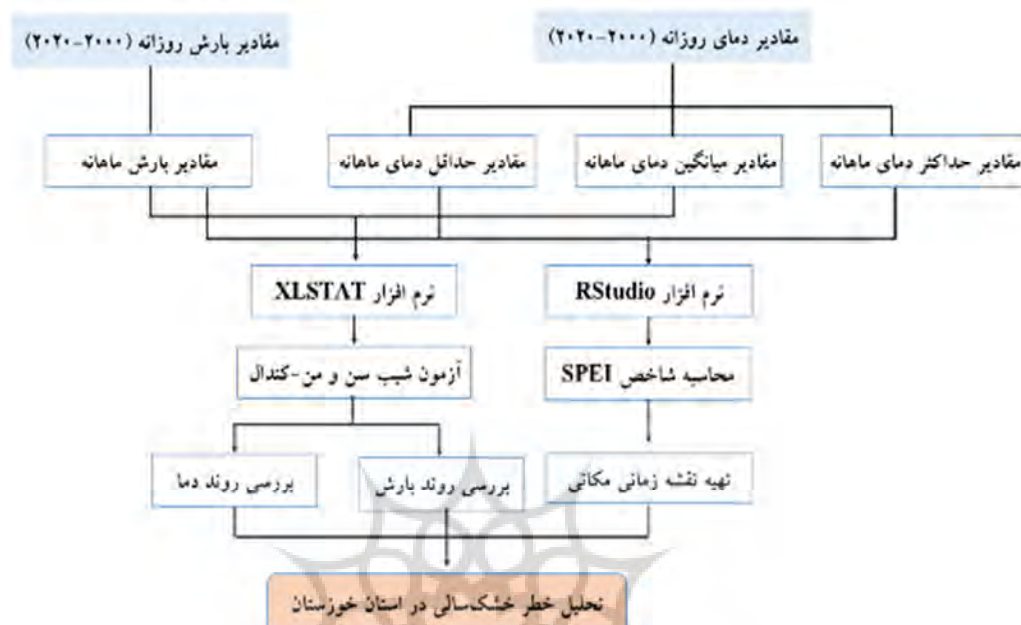 مقادیر دمای روزانه (۲۰۰۰-۲۰۲۰)
مقادیر بارش روزانه (۲۰۰۰-۲۰۲۰)
مقادیر حداکثر دمای ماهانه
مقادیر میانگین دمای ماهانه
مقادیر حداقل دمای ماهانه
مقادیر بارش ماهانه
نرم افزار RStudio
نرم افزار XLSTAT
محاسبه شاخص SPEI
آزمون شیب سن و من-کندال
تهیه نقشه زمانی مکانی
بررسی روند بارش
بررسی روند دما
تحلیل خطر خشک‌سالی در استان خوزستان